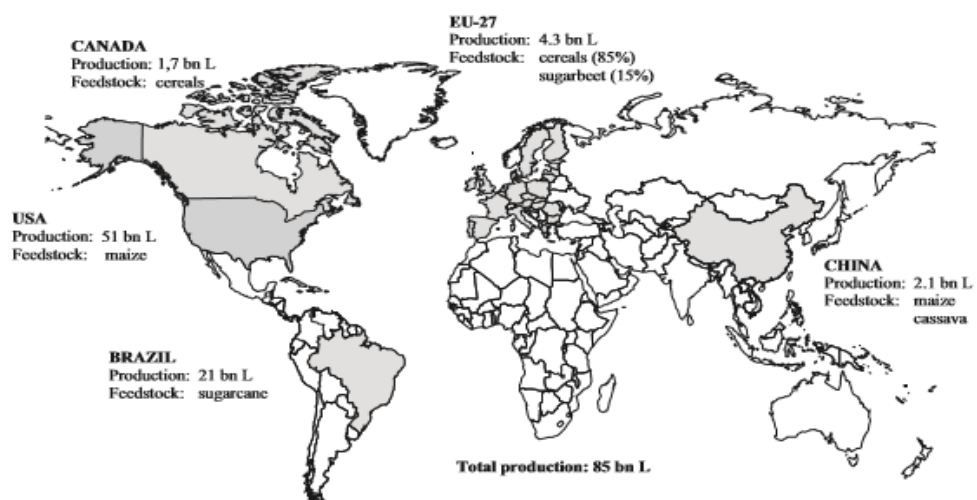 EU-27
Production: 4.3 bn L
Feedstock: cereals (85%)
sugarbeet (15%)
CANADA
Production: 1,7 bn L
Feedstock: cereals
USA
Production: 51 bn L
Feedstock: maize
CHINA
Production: 2.1 bn L
Feedstock: maize
cassava
BRAZIL
Production: 21 bn L
Feedstock: sugarcane
Total production: 85 bn L